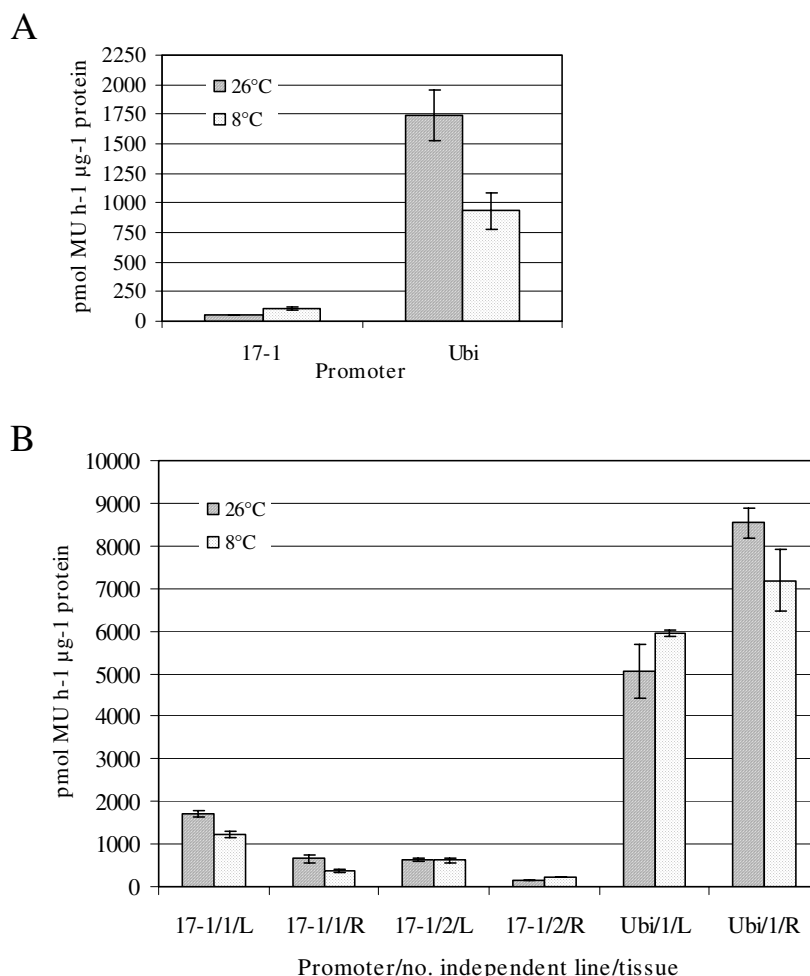 A
pmol MU h-1 µg-1 protein
2250
2000
1750
1500
1250
1000
750
500
250
0
26°C
8°C
17-1
Ubi
Promoter
B
pmol MU h-1 µg-1 protein
10000
9000
8000
7000
6000
5000
4000
3000
2000
1000
0
26°C
8°C
17-1/1/L
17-1/1/R
17-1/2/L
17-1/2/R
Ubi/1/L
Ubi/1/R
Promoter/no. independent line/tissue